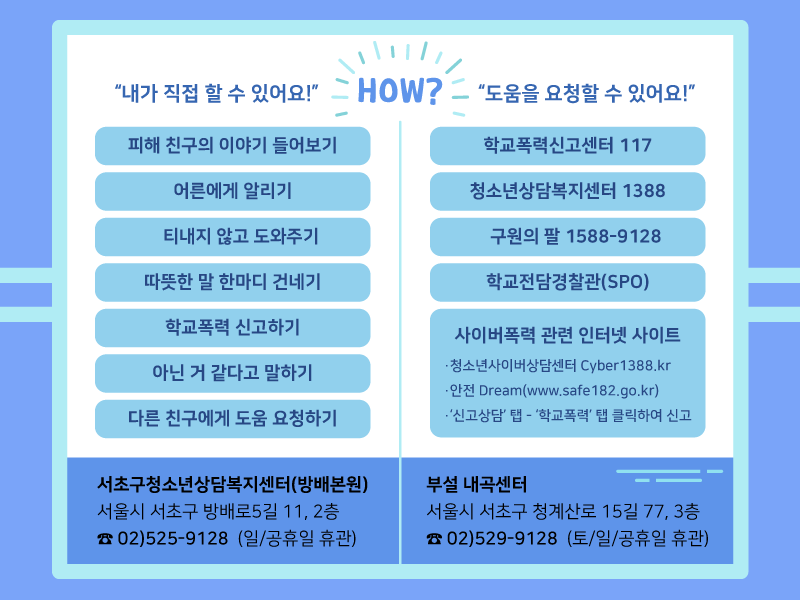 HOW?
“내가 직접 할 수 있어요!”
피해 친구의 이야기 들어보기
어른에게 알리기
티내지 않고 도와주기
따뜻한 말 한마디 건네기
학교폭력 신고하기
아닌 거 같다고 말하기
다른 친구에게 도움 요청하기
“도움을 요청할 수 있어요!”
학교폭력신고센터 117
청소년상담복지센터 1388
구원의 팔 1588-9128
학교전담경찰관(SPO)
사이버폭력 관련 인터넷 사이트
·청소년사이버상담센터 Cyber1388.kr
·안전 Dream(www.safe182.go.kr)
·‘신고상담’ 탭 - ‘학교폭력’ 탭 클릭하여 신고
서초구청소년상담복지센터(방배본원)
서울시 서초구 방배로5길 11, 2층
☎ 02)525-9128 (일/공휴일 휴관)
부설 내곡센터
서울시 서초구 청계산로 15길 77, 3층
☎ 02)529-9128 (토/일/공휴일 휴관)